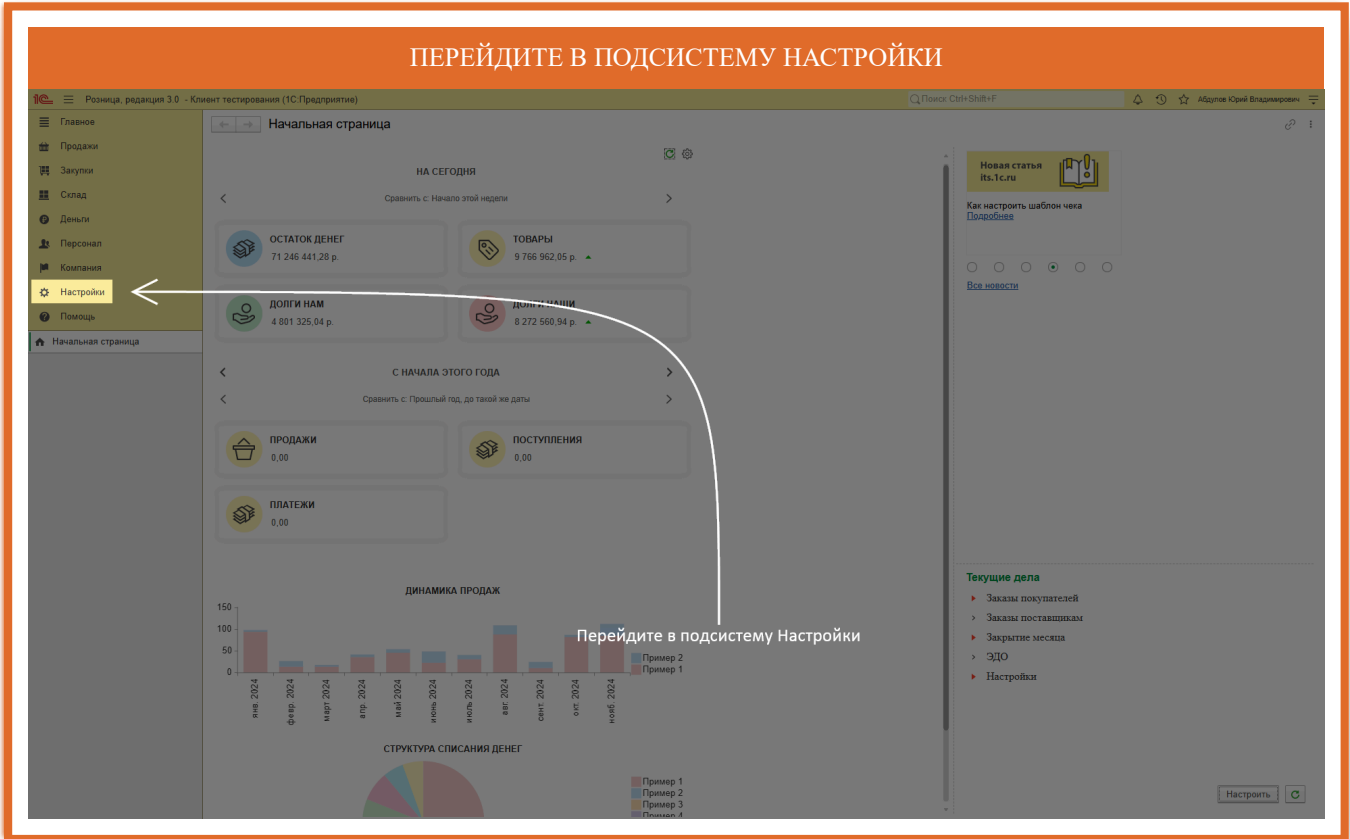 ПЕРЕЙДИТЕ В ПОДСИСТЕМУ НАСТРОЙКИ
1С Розница, редакция 3.0 - Клиент тестирования (1С:Предприятие)
Поиск Ctrl+Shift+F
Абдулов Юрий Владимирович
Главное
Продажи
Закупки
Склад
Деньги
Персонал
Компания
Настройки
Помощь
Начальная страница
Начальная страница
НА СЕГОДНЯ
Сравнить с: Начало этой недели
ОСТАТОК ДЕНЕГ
71 246 441,28 р.
ТОВАРЫ
9 766 962,05 р.
ДОЛГИ НАМ
4 801 325,04 р.
ДОЛГИ НАШИ
8 272 560,94 р.
С НАЧАЛА ЭТОГО ГОДА
Сравнить с: Прошлый год, до такой же даты
ПРОДАЖИ
0,00
ПОСТУПЛЕНИЯ
0,00
ПЛАТЕЖИ
0,00
ДИНАМИКА ПРОДАЖ
150
100
50
0
янв. 2024
февр. 2024
март 2024
апр. 2024
май 2024
июнь 2024
июль 2024
авг. 2024
сент. 2024
окт. 2024
нояб. 2024
Перейдите в подсистему Настройки
Пример 2
Пример 1
СТРУКТУРА СПИСАНИЯ ДЕНЕГ
Пример 1
Пример 2
Пример 3
Пример 4
Новая статья
its.1c.ru
Как настроить шаблон чека
Подробнее
Все новости
Текущие дела
Заказы покупателей
Заказы поставщикам
Закрытие месяца
ЭДО
Настройки
Настроить